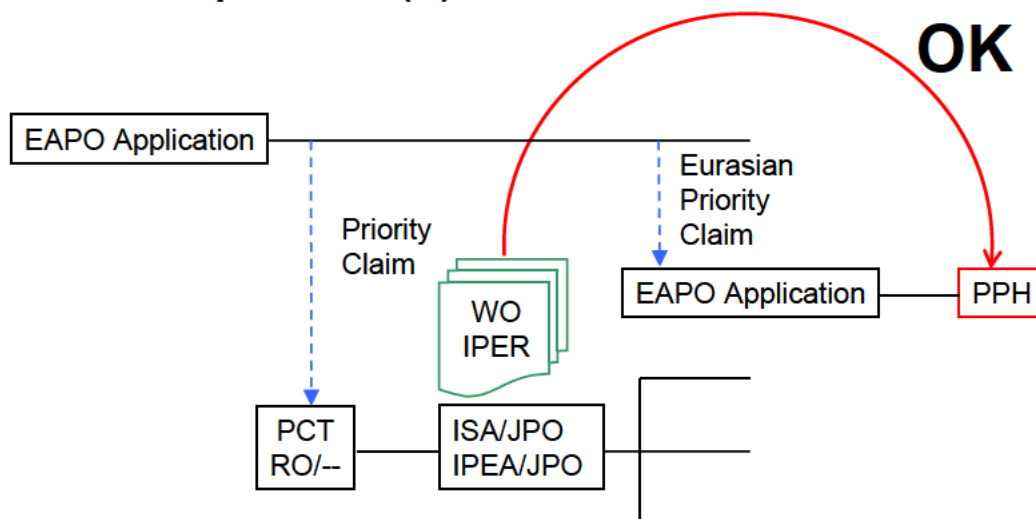 OK
EAPO Application
Eurasian
Priority
Claim
Priority
Claim
EAPO Application
PPH
WO
IPER
PCT
RO/--
ISA/JPO
IPEA/JPO